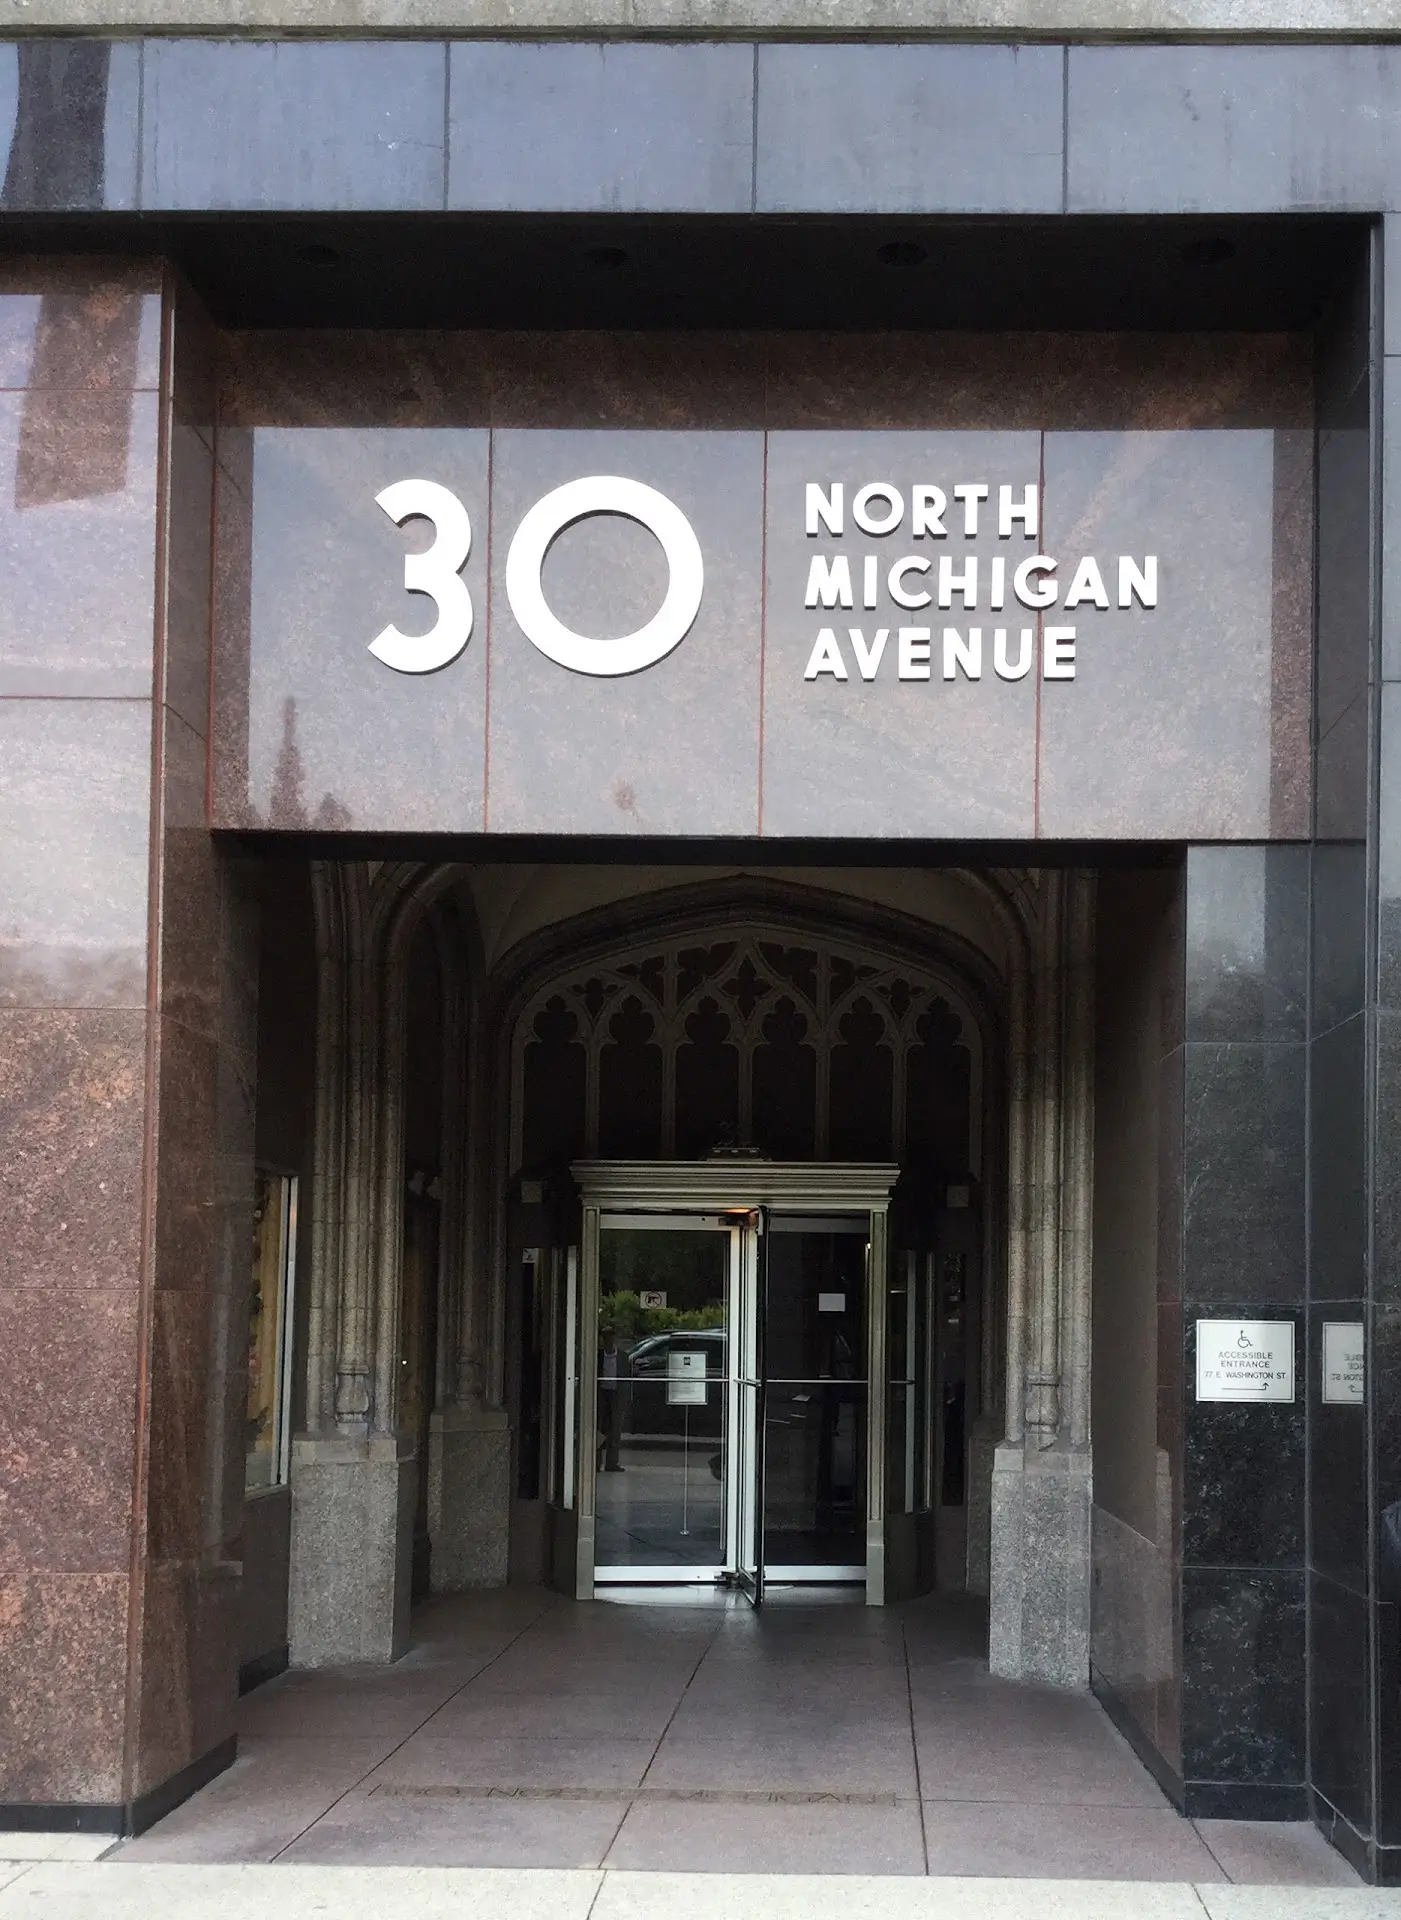 30
NORTH
MICHIGAN
AVENUE
ACCESSIBLE
ENTRANCE
77 E. WASHINGTON ST.